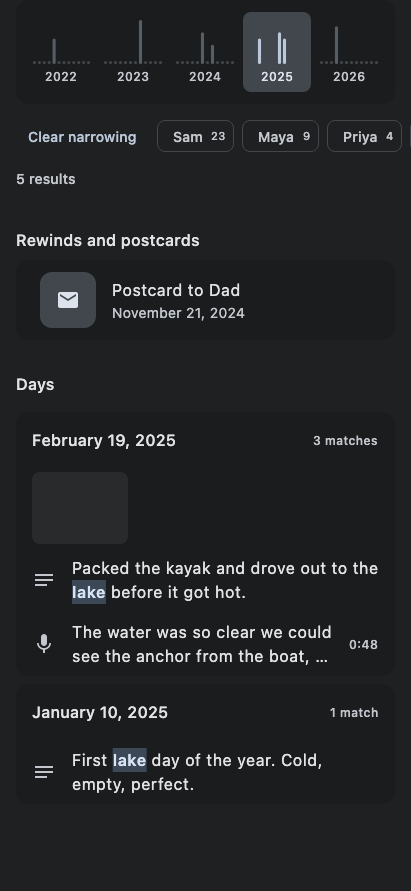 2022 2023 2024 2025 2026
Clear narrowing Sam 23 Maya 9 Priya 4
5 results
Rewinds and postcards
Postcard to Dad
November 21, 2024
Days
February 19, 2025 3 matches
Packed the kayak and drove out to the
lake before it got hot.
The water was so clear we could
see the anchor from the boat, ...
0:48
January 10, 2025 1 match
First lake day of the year. Cold,
empty, perfect.